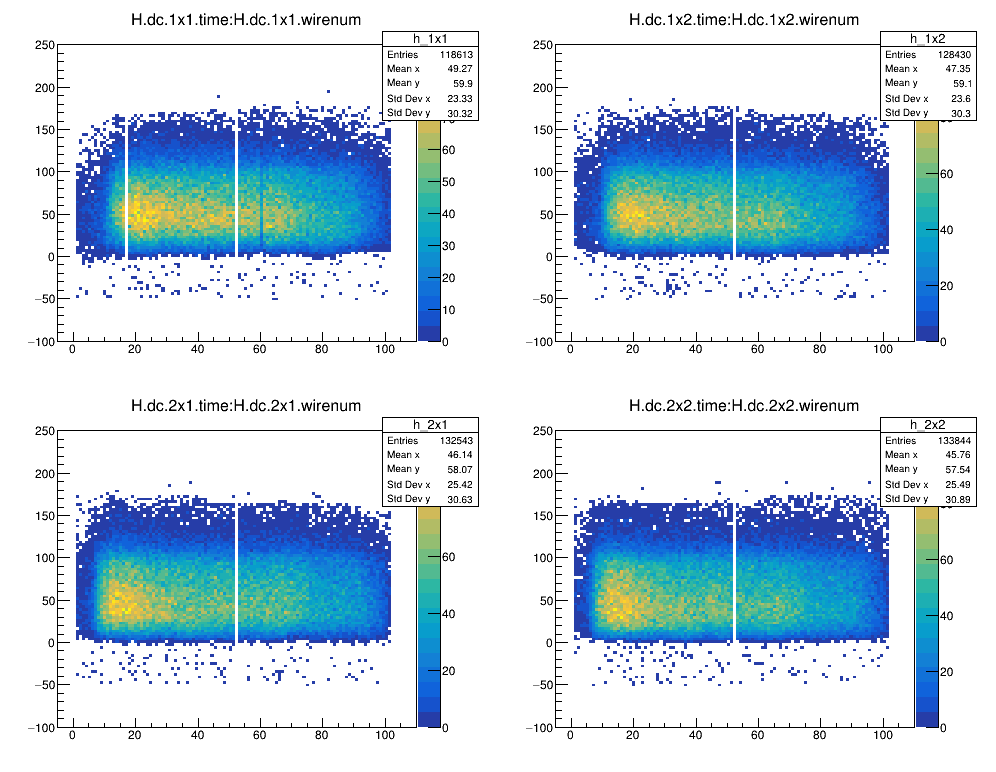 H.dc.1x1.time:H.dc.1x1.wirenum
h_1x1
Entries 118613
Mean x 49.27
Mean y 59.9
Std Dev x 23.33
Std Dev y 30.32
250
200
150
100
50
0
−50
−100
0 20 40 60 80 100
60
50
40
30
20
10
0
H.dc.1x2.time:H.dc.1x2.wirenum
h_1x2
Entries 128430
Mean x 47.35
Mean y 59.1
Std Dev x 23.6
Std Dev y 30.3
250
200
150
100
50
0
−50
−100
0 20 40 60 80 100
60
40
20
0
H.dc.2x1.time:H.dc.2x1.wirenum
h_2x1
Entries 132543
Mean x 46.14
Mean y 58.07
Std Dev x 25.42
Std Dev y 30.63
250
200
150
100
50
0
−50
−100
0 20 40 60 80 100
60
40
20
0
H.dc.2x2.time:H.dc.2x2.wirenum
h_2x2
Entries 133844
Mean x 45.76
Mean y 57.54
Std Dev x 25.49
Std Dev y 30.89
250
200
150
100
50
0
−50
−100
0 20 40 60 80 100
60
40
20
0